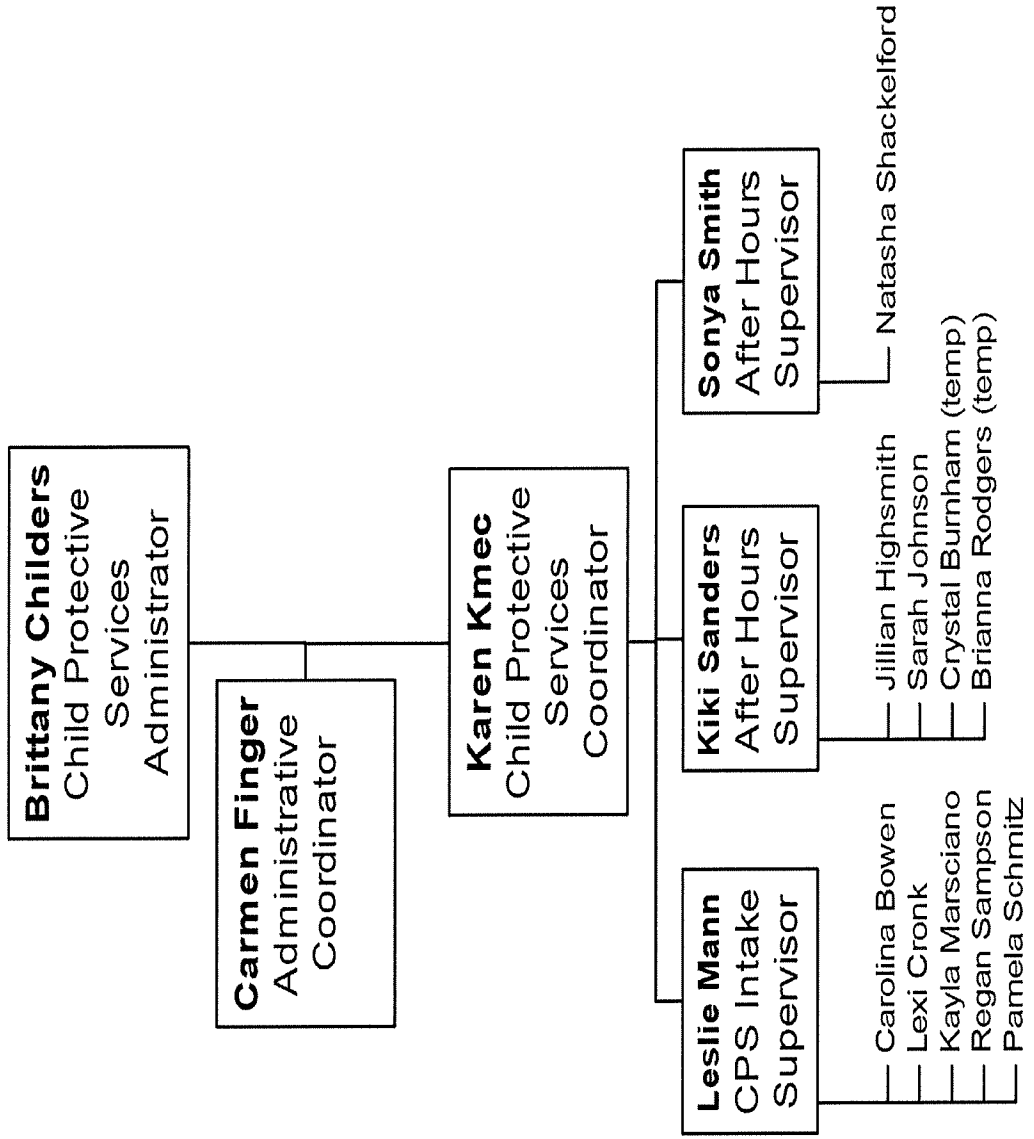 Brittany Childers
Child Protective
Services
Administrator
Carmen Finger
Administrative
Coordinator
Karen Kmec
Child Protective
Services
Coordinator
Leslie Mann
CPS Intake
Supervisor
Carolina Bowen
Lexi Cronk
Kayla Marsciano
Regan Sampson
Pamela Schmitz
Kiki Sanders
After Hours
Supervisor
Jillian Highsmith
Sarah Johnson
Crystal Burnham (temp)
Brianna Rodgers (temp)
Sonya Smith
After Hours
Supervisor
Natasha Shackelford